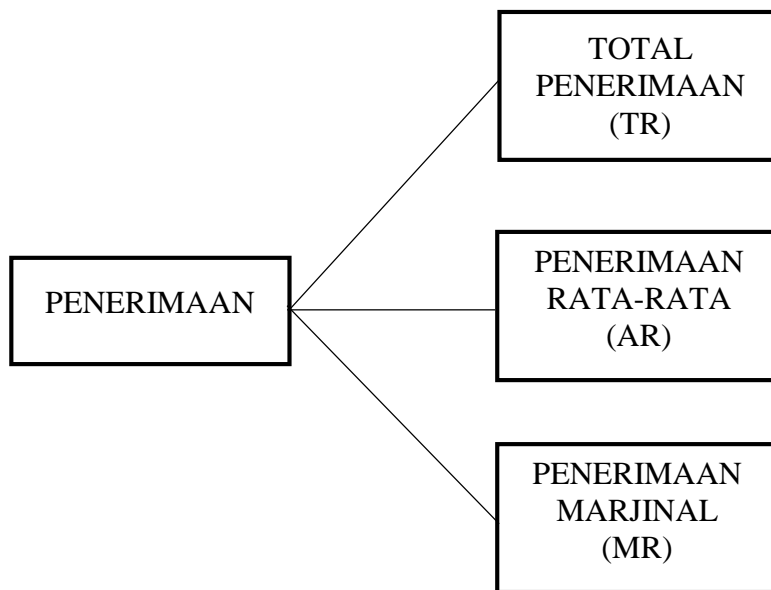 TOTAL
PENERIMAAN
(TR)
PENERIMAAN
PENERIMAAN
RATA-RATA
(AR)
PENERIMAAN
MARJINAL
(MR)